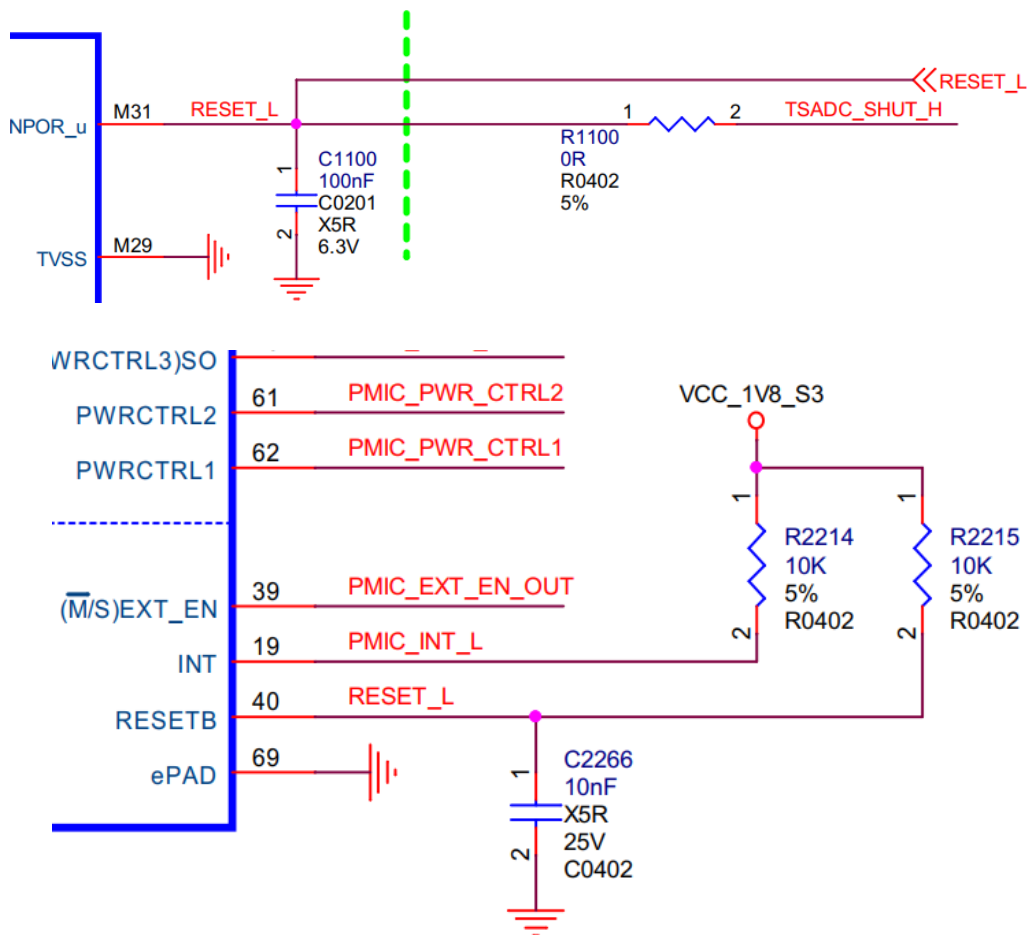 RESET_L
M31
RESET_L
1
2
TSADC_SHUT_H
NPOR_u
R1100
0R
R0402
5%
1
C1100
100nF
C0201
X5R
6.3V
2
M29
TVSS
WRCTRL3)SO
61
PMIC_PWR_CTRL2
PWRCTRL2
VCC_1V8_S3
62
PMIC_PWR_CTRL1
PWRCTRL1
1
R2214
10K
5%
R0402
2
1
R2215
10K
5%
R0402
2
39
PMIC_EXT_EN_OUT
(M̅/S)EXT_EN
19
PMIC_INT_L
INT
40
RESET_L
RESETB
69
ePAD
1
C2266
10nF
X5R
25V
C0402
2